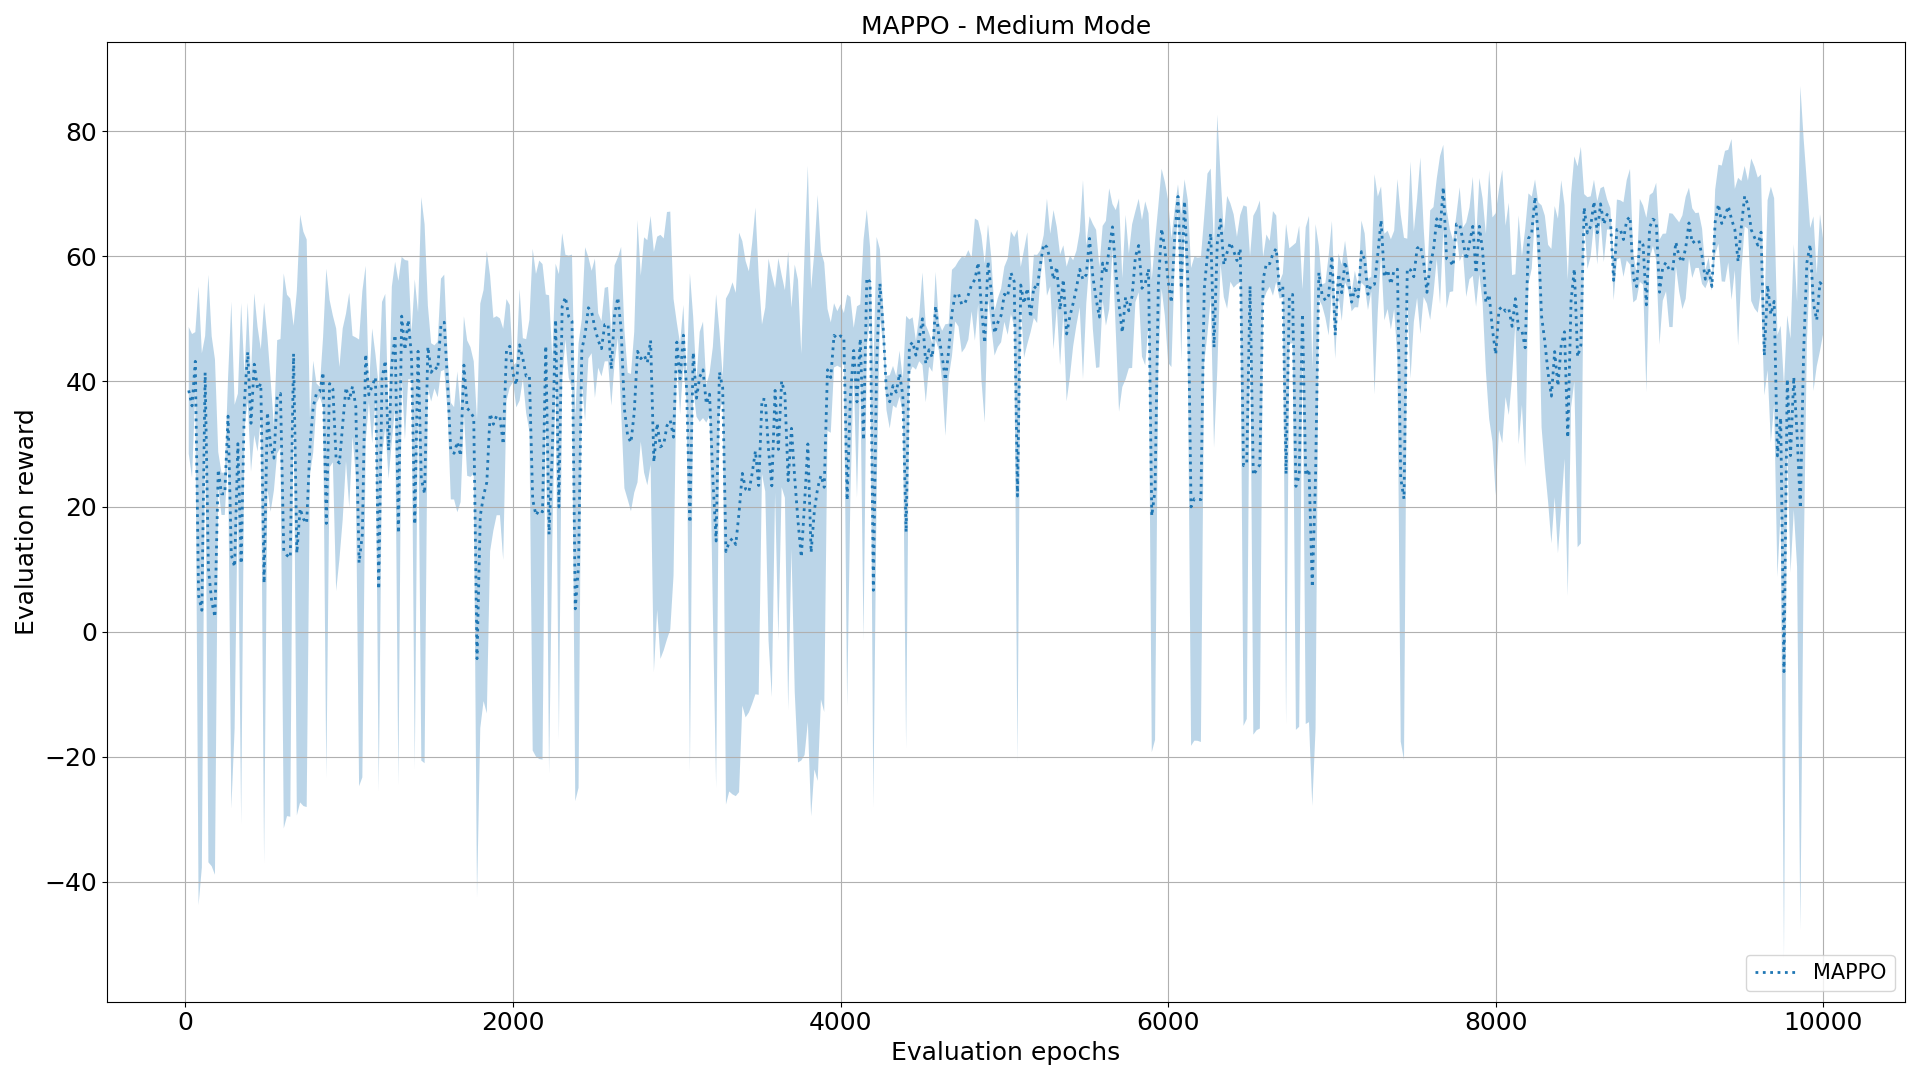 MAPPO - Medium Mode
Evaluation reward
80
60
40
20
0
−20
−40
MAPPO
0 2000 4000 6000 8000 10000
Evaluation epochs